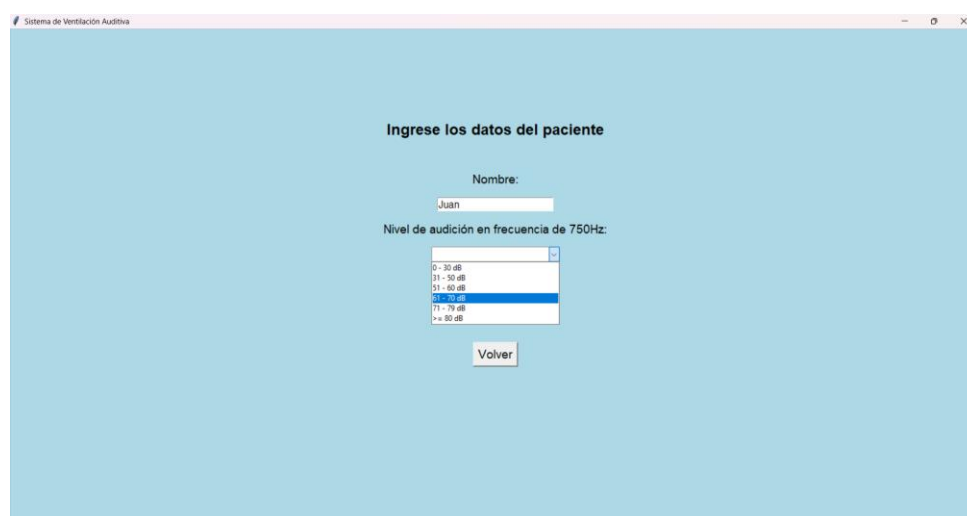 Sistema de Ventilación Auditiva
Ingrese los datos del paciente
Nombre:
Juan
Nivel de audición en frecuencia de 750Hz:
0 - 30 dB
31 - 50 dB
51 - 60 dB
61 - 70 dB
71 - 79 dB
>= 80 dB
Volver